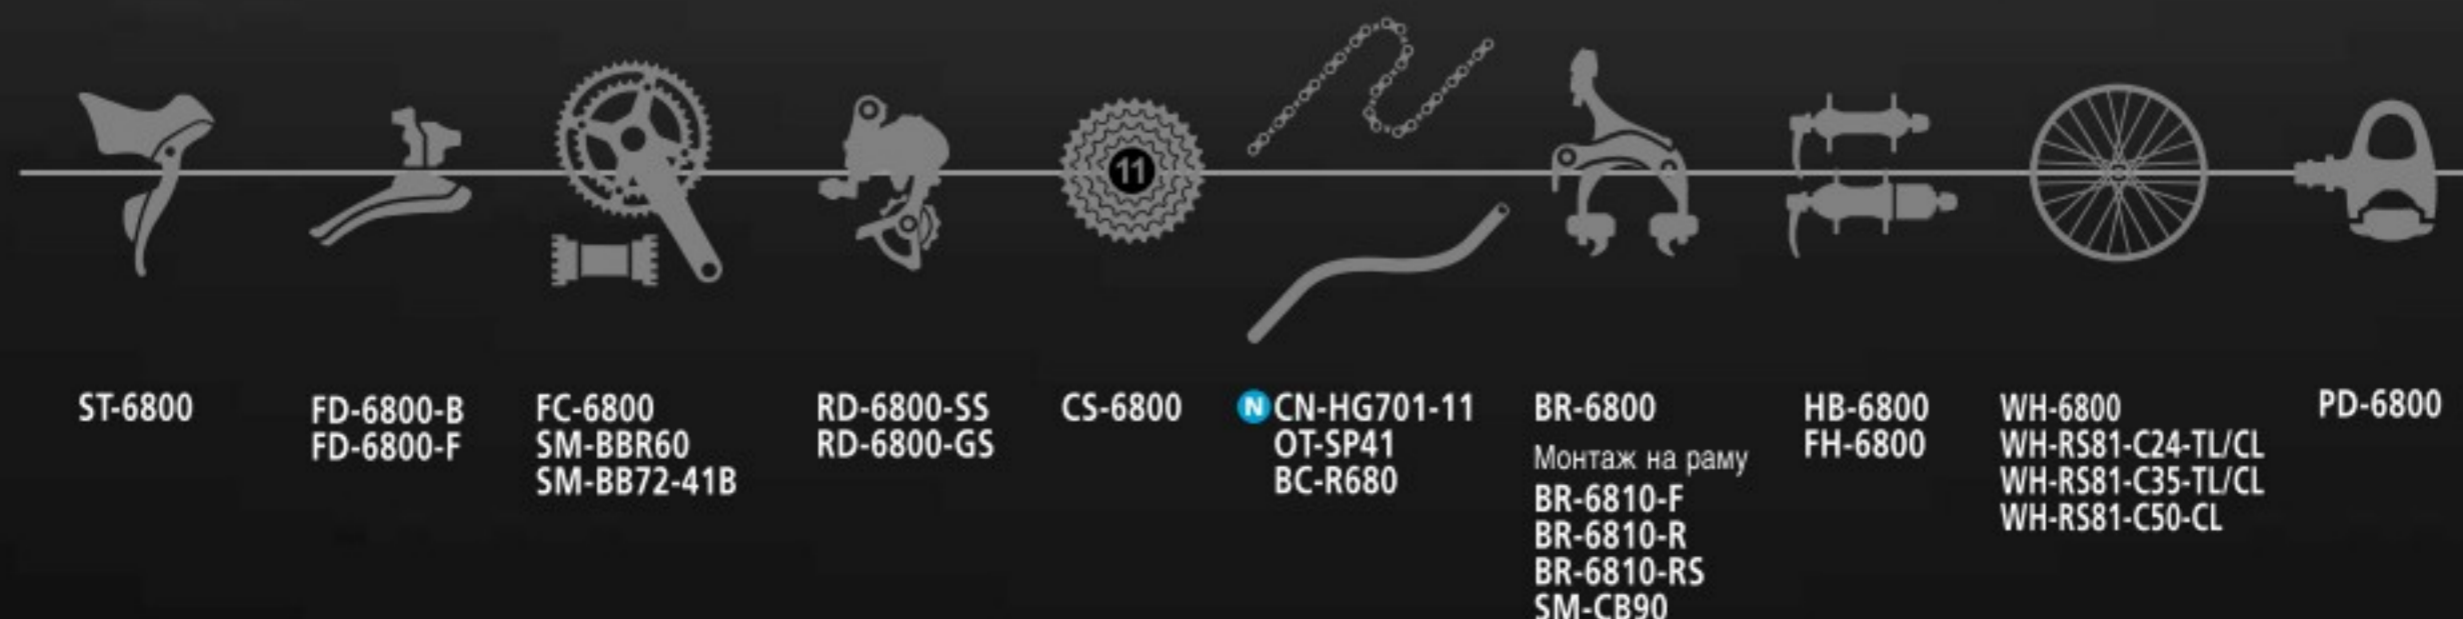 11
ST-6800
FD-6800-B
FD-6800-F
FC-6800
SM-BBR60
SM-BB72-41B
RD-6800-SS
RD-6800-GS
CS-6800
N CN-HG701-11
OT-SP41
BC-R680
BR-6800
Монтаж на раму
BR-6810-F
BR-6810-R
BR-6810-RS
SM-CB90
HB-6800
FH-6800
WH-6800
WH-RS81-C24-TL/CL
WH-RS81-C35-TL/CL
WH-RS81-C50-CL
PD-6800